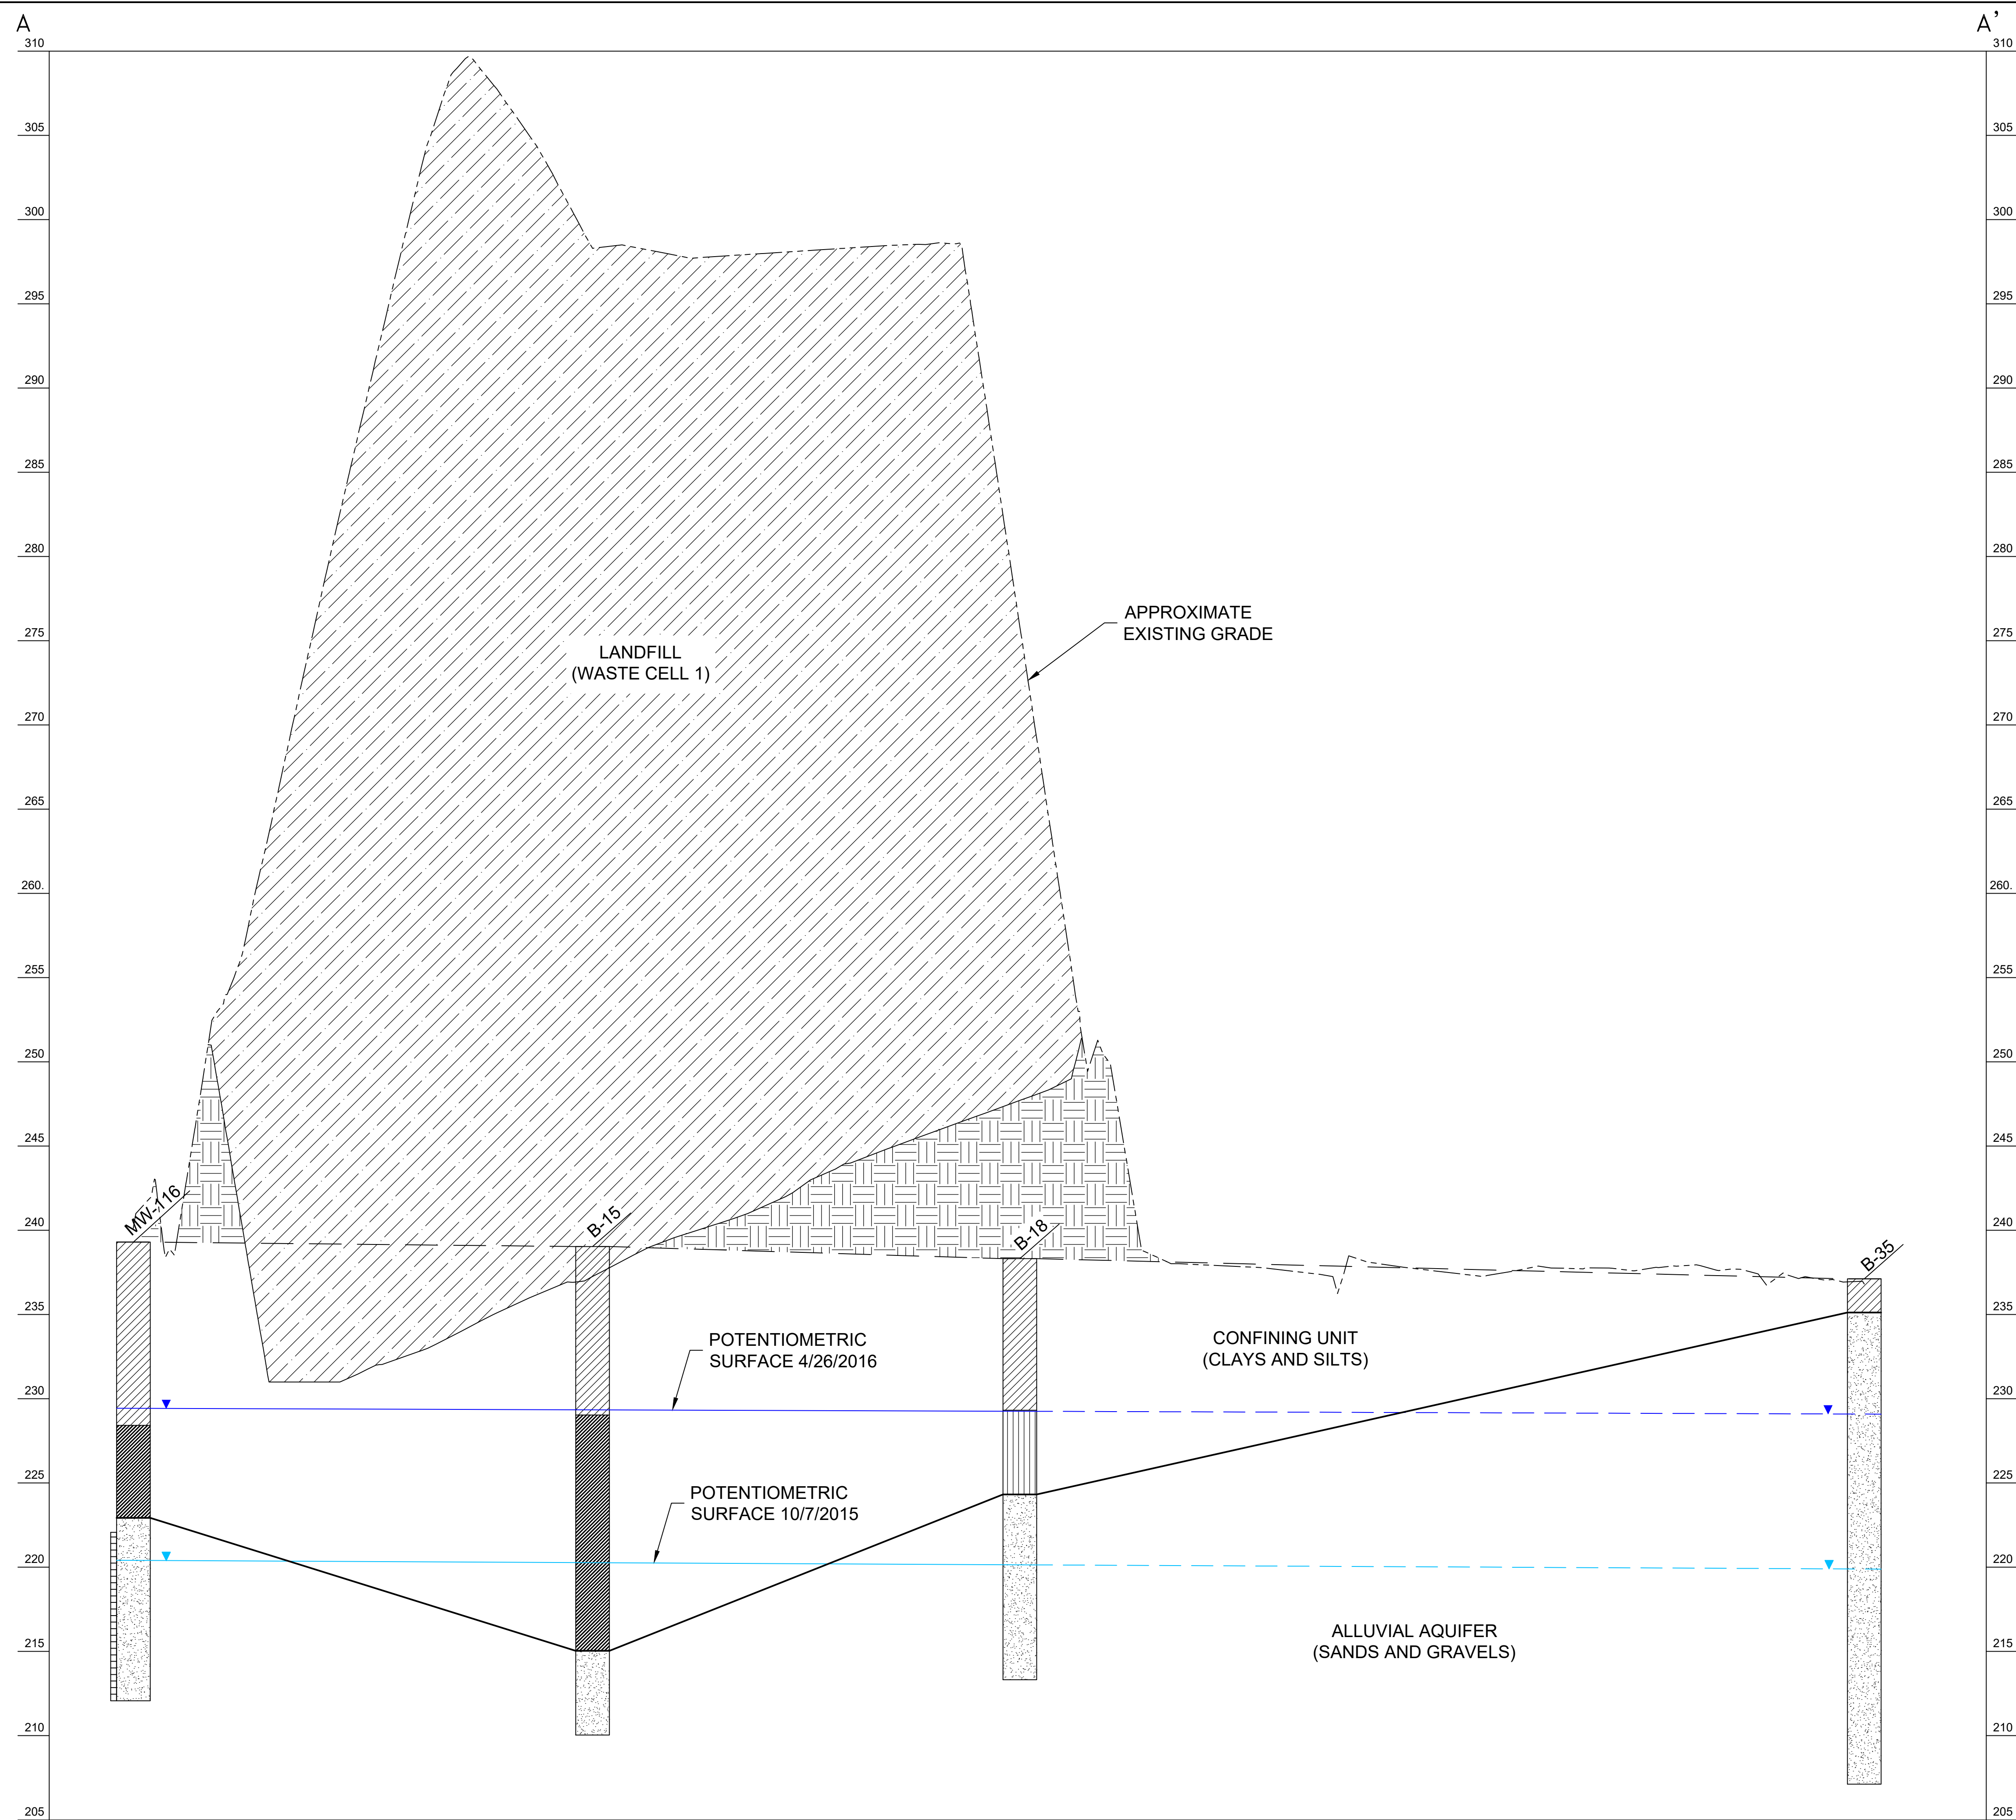 A
A'
310
310
305
305
300
300
295
295
290
290
285
285
280
280
APPROXIMATE
EXISTING GRADE
275
275
LANDFILL
(WASTE CELL 1)
270
270
265
265
260.
260.
255
255
250
250
245
245
MW-116
B-15
B-18
B-35
240
240
235
235
POTENTIOMETRIC
SURFACE 4/26/2016
CONFINING UNIT
(CLAYS AND SILTS)
230
230
225
225
POTENTIOMETRIC
SURFACE 10/7/2015
220
220
ALLUVIAL AQUIFER
(SANDS AND GRAVELS)
215
215
210
210
205
205